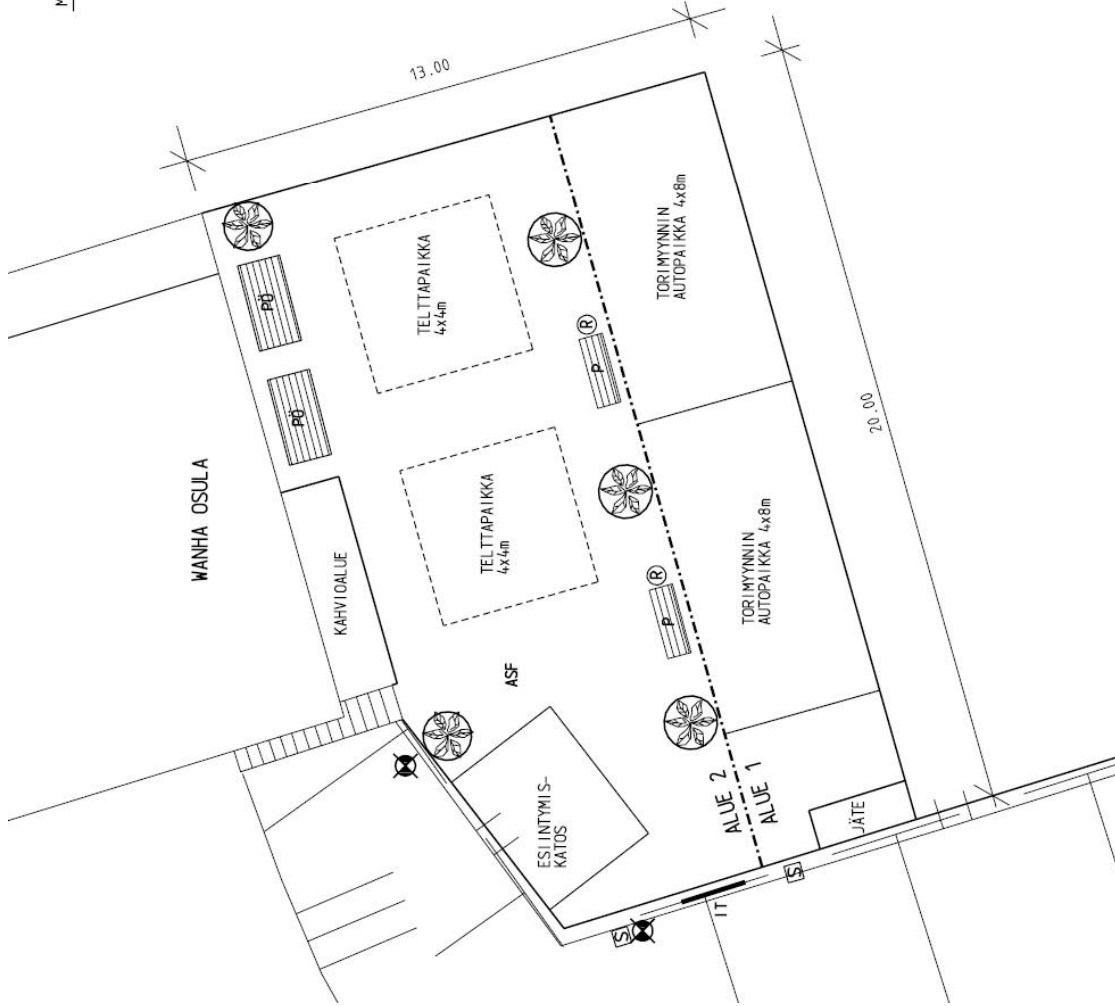 M
13.00
TELTTAPAIKKA
4x4m
TORIMYYNNIN
AUTOPAIKKA 4x8m
PÖ
R
P
PÖ
20.00
WANHA OSULA
TELTTAPAIKKA
4x4m
KAHVIOALUE
TORIMYYNNIN
AUTOPAIKKA 4x8m
R
P
ASF
ESIINTYMIS-
KATOS
ALUE 2
ALUE 1
JÄTE
S
IT
S